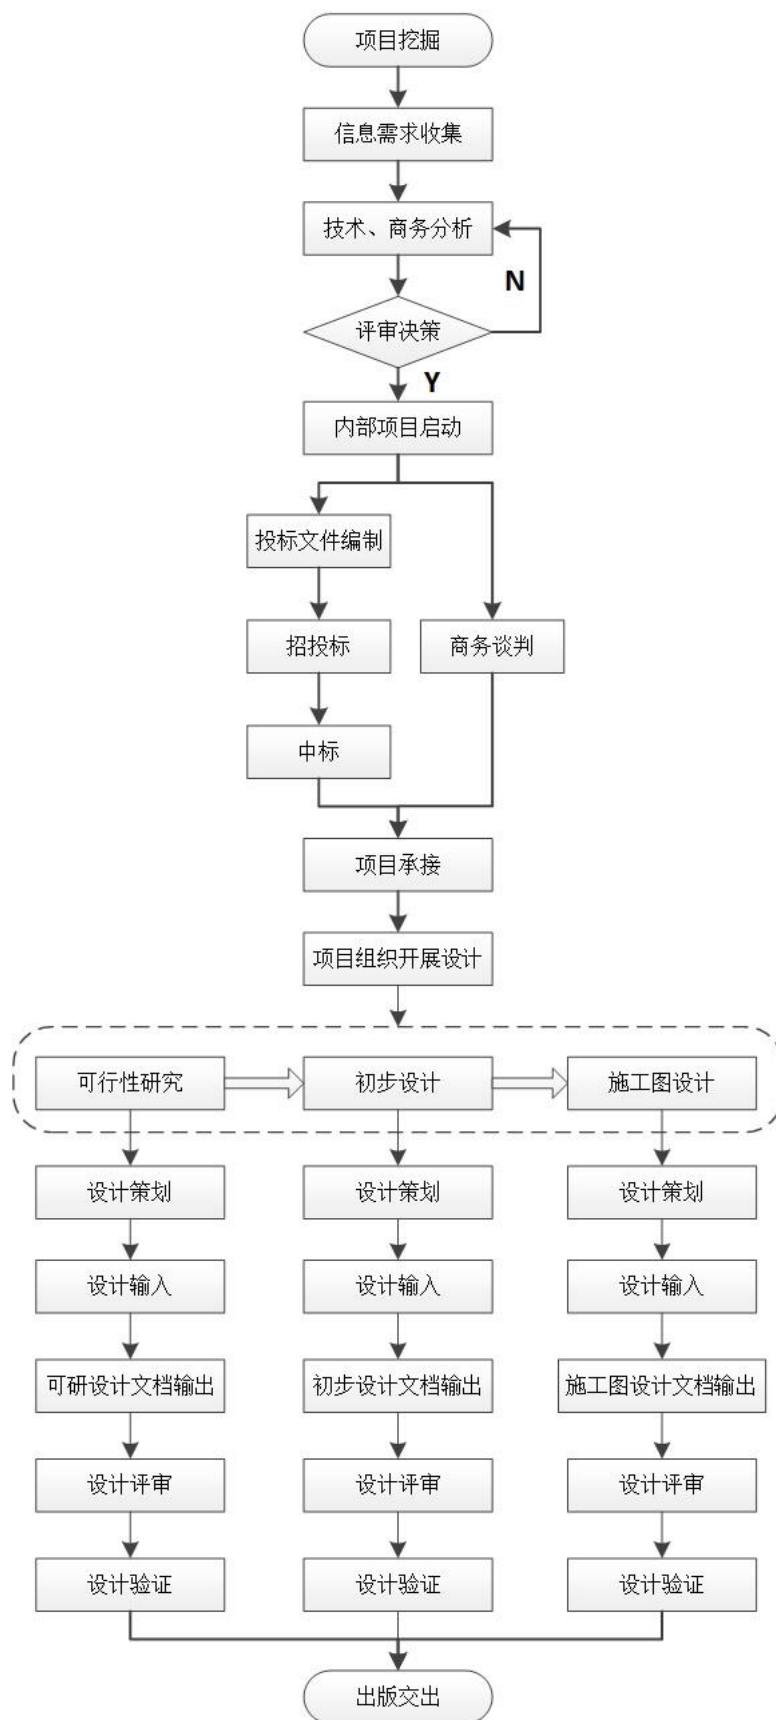 项目挖掘
信息需求收集
技术、商务分析
N
评审决策
Y
内部项目启动
投标文件编制
招投标
商务谈判
中标
项目承接
项目组织开展设计
可行性研究
初步设计
施工图设计
设计策划
设计策划
设计策划
设计输入
设计输入
设计输入
可研设计文档输出
初步设计文档输出
施工图设计文档输出
设计评审
设计评审
设计评审
设计验证
设计验证
设计验证
出版交出